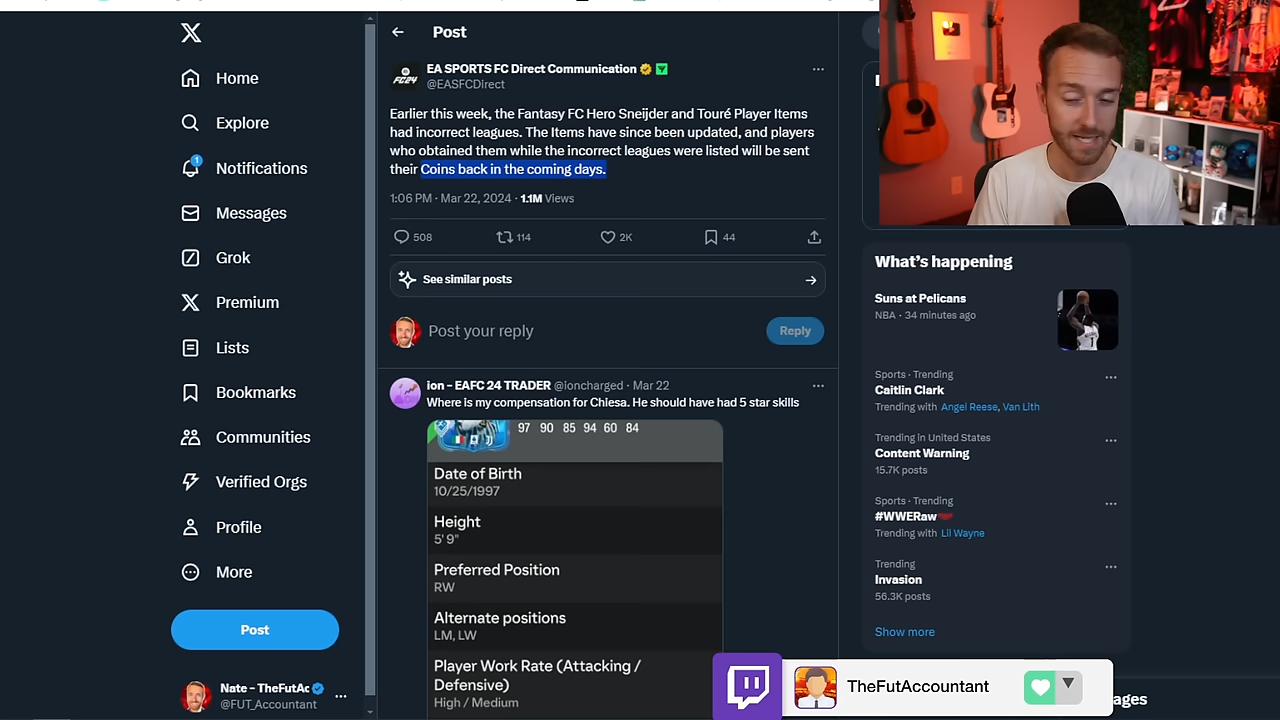 Home
Explore
1
Notifications
Messages
Grok
Premium
Lists
Bookmarks
Communities
Verified Orgs
Profile
More
Post
Nate – TheFutAc
@FUT_Accountant
Post
FC24
EA SPORTS FC Direct Communication
@EASFCDirect
Earlier this week, the Fantasy FC Hero Sneijder and Touré Player Items
had incorrect leagues. The Items have since been updated, and players
who obtained them while the incorrect leagues were listed will be sent
their Coins back in the coming days.
1:06 PM · Mar 22, 2024 · 1.1M Views
508 114 2K 44
See similar posts
Post your reply
Reply
ion – EAFC 24 TRADER @ioncharged · Mar 22
Where is my compensation for Chiesa. He should have had 5 star skills
97 90 85 94 60 84
Date of Birth
10/25/1997
Height
5' 9"
Preferred Position
RW
Alternate positions
LM, LW
Player Work Rate (Attacking /
Defensive)
High / Medium
What's happening
Suns at Pelicans
NBA · 34 minutes ago
Sports · Trending
Caitlin Clark
Trending with Angel Reese, Van Lith
Trending in United States
Content Warning
15.7K posts
Sports · Trending
#WWERaw
Trending with Lil Wayne
Trending
Invasion
56.3K posts
Show more
TheFutAccountant
ages